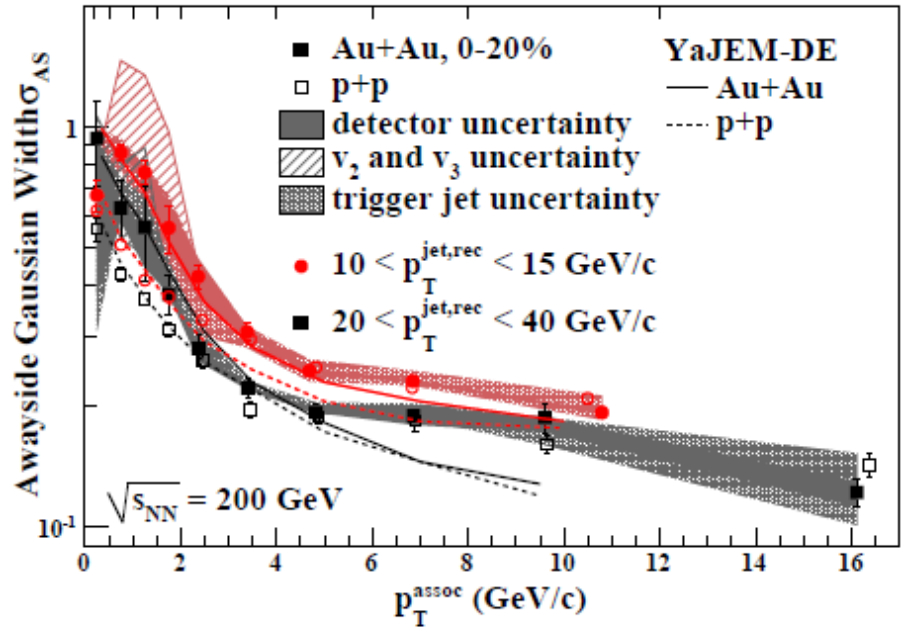 Awayside Gaussian Widthσ_AS
1
10^-1
Au+Au, 0-20%
p+p
detector uncertainty
v_2 and v_3 uncertainty
trigger jet uncertainty
10 < p_T^jet,rec < 15 GeV/c
20 < p_T^jet,rec < 40 GeV/c
YaJEM-DE
Au+Au
p+p
√s_NN = 200 GeV
0 2 4 6 8 10 12 14 16
p_T^assoc (GeV/c)